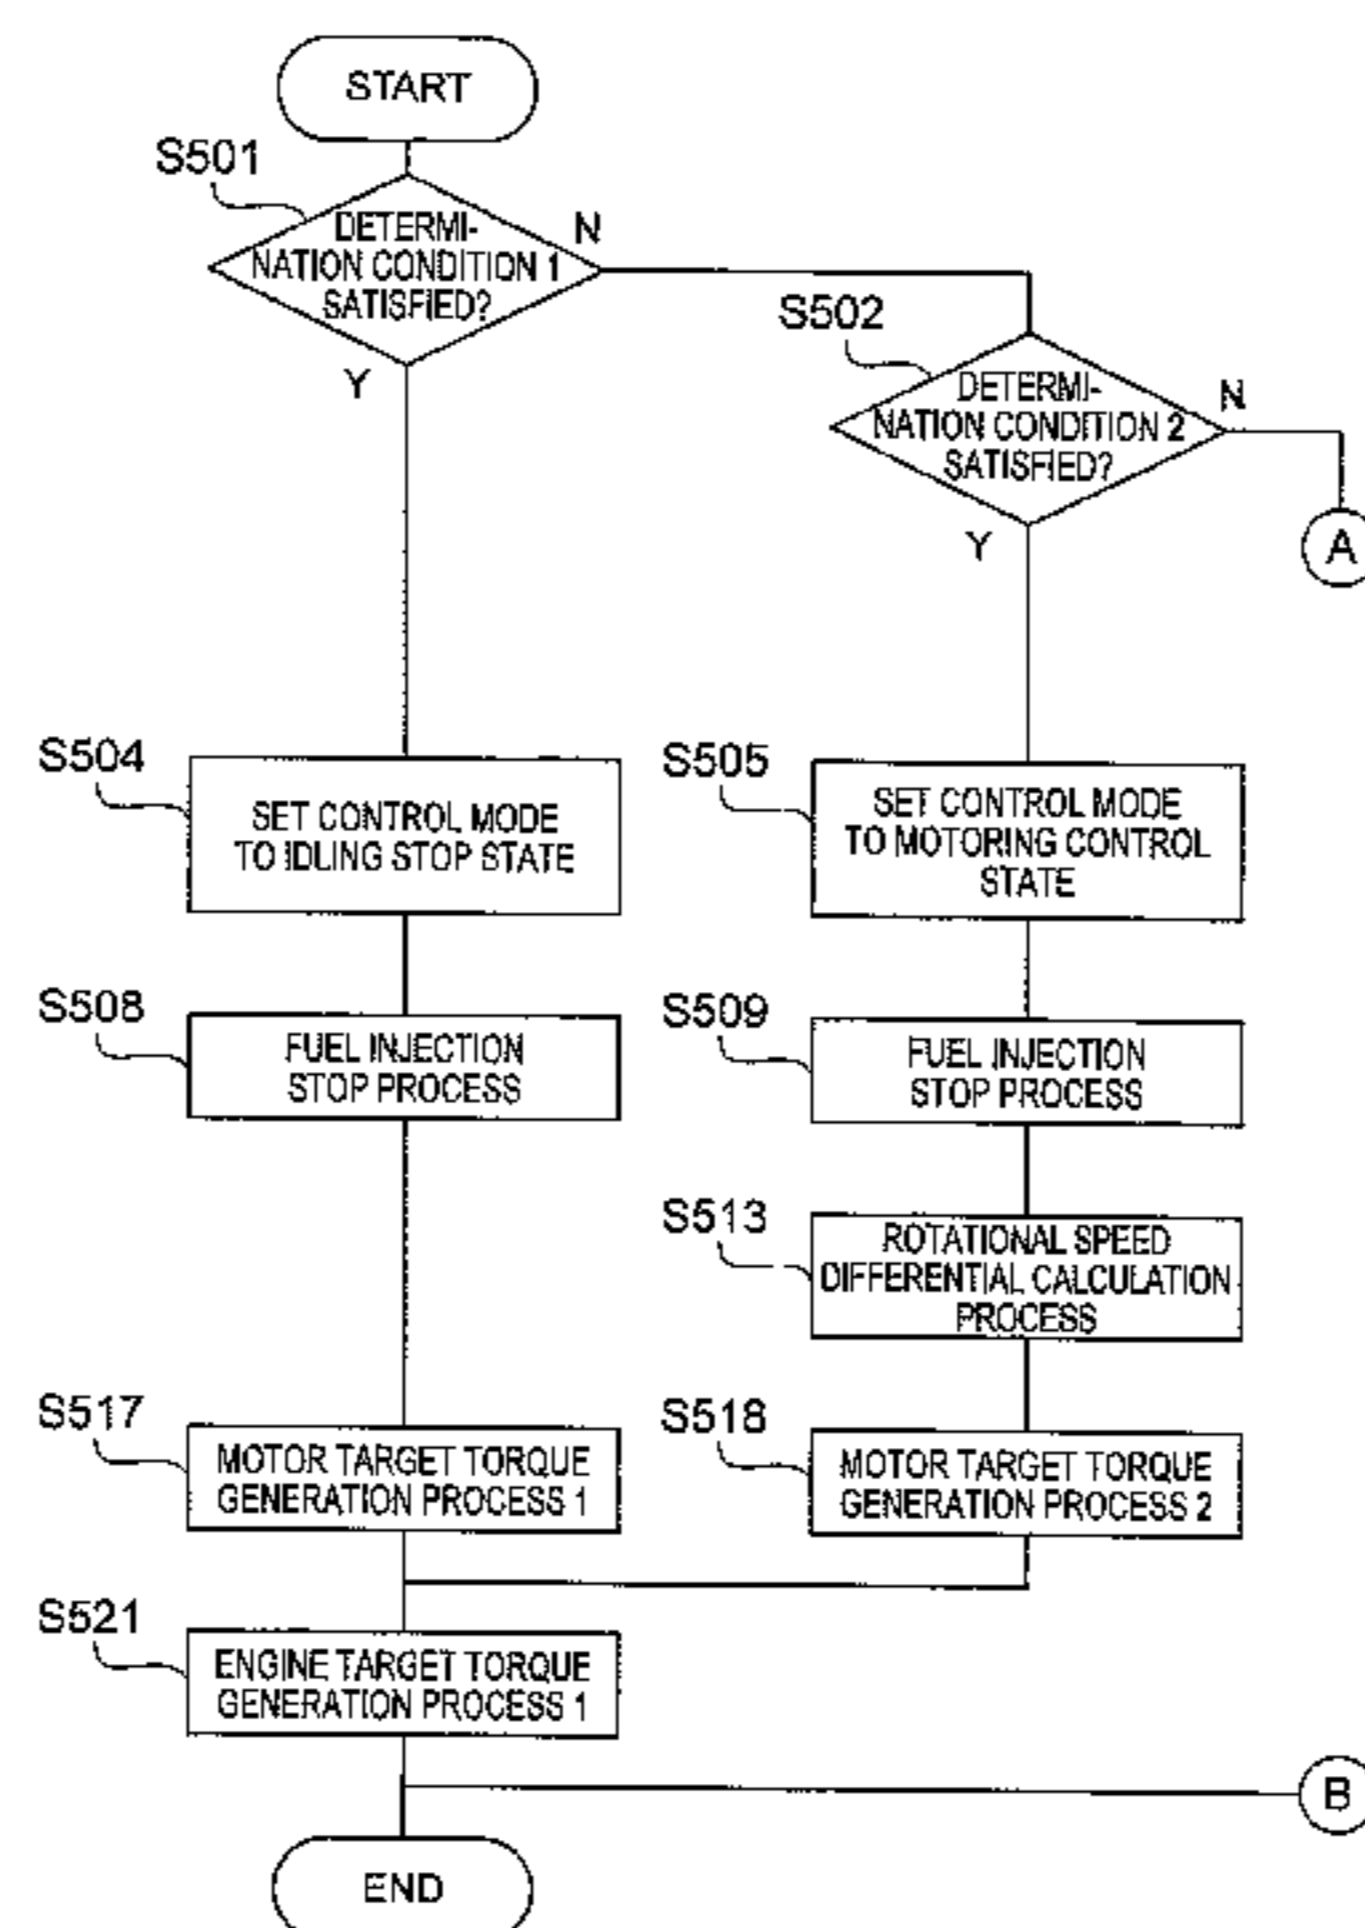 START
S501
DETERMI-
NATION CONDITION 1
SATISFIED?
N
Y
S502
DETERMI-
NATION CONDITION 2
SATISFIED?
N
Y
A
S504
SET CONTROL MODE
TO IDLING STOP STATE
S505
SET CONTROL MODE
TO MOTORING CONTROL
STATE
S508
FUEL INJECTION
STOP PROCESS
S509
FUEL INJECTION
STOP PROCESS
S513
ROTATIONAL SPEED
DIFFERENTIAL CALCULATION
PROCESS
S517
MOTOR TARGET TORQUE
GENERATION PROCESS 1
S518
MOTOR TARGET TORQUE
GENERATION PROCESS 2
S521
ENGINE TARGET TORQUE
GENERATION PROCESS 1
B
END